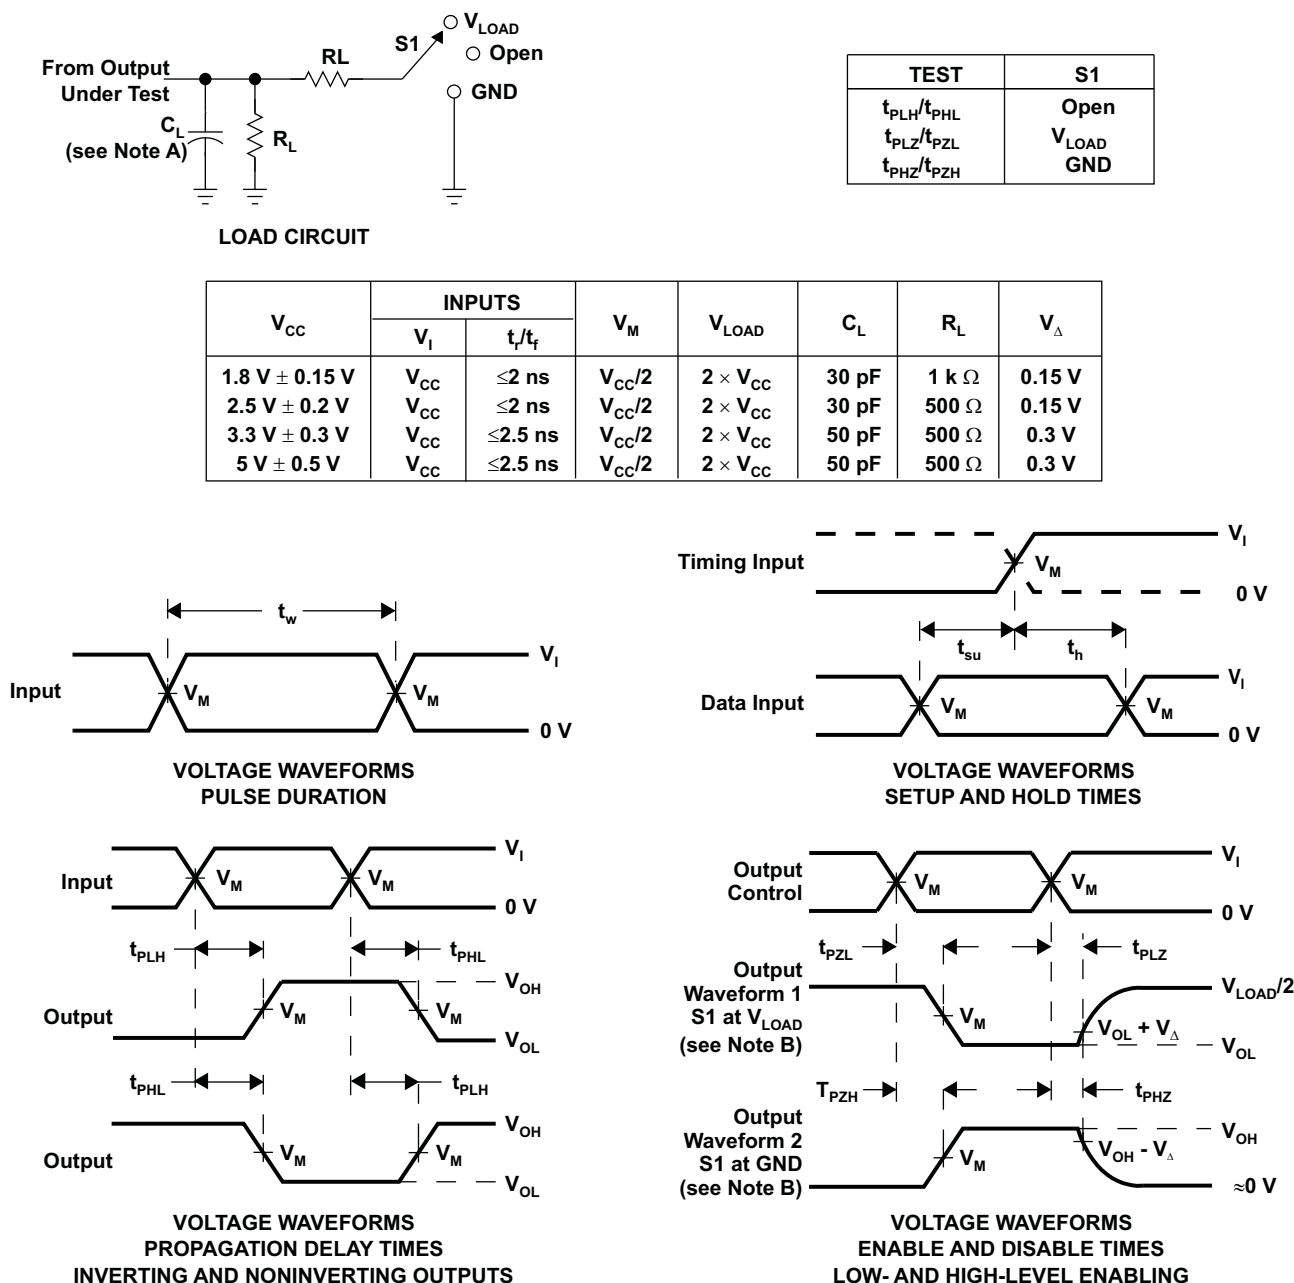 V_LOAD
S1
Open
RL
From Output
Under Test
GND
C_L
(see Note A)
R_L
LOAD CIRCUIT
TEST S1
t_PLH/t_PHL Open
t_PLZ/t_PZL V_LOAD
t_PHZ/t_PZH GND
V_CC INPUTS V_M V_LOAD C_L R_L V_Δ
V_I t_r/t_f
1.8 V ± 0.15 V V_CC ≤2 ns V_CC/2 2 × V_CC 30 pF 1 k Ω 0.15 V
2.5 V ± 0.2 V V_CC ≤2 ns V_CC/2 2 × V_CC 30 pF 500 Ω 0.15 V
3.3 V ± 0.3 V V_CC ≤2.5 ns V_CC/2 2 × V_CC 50 pF 500 Ω 0.3 V
5 V ± 0.5 V V_CC ≤2.5 ns V_CC/2 2 × V_CC 50 pF 500 Ω 0.3 V
t_w
V_I
Input
V_M V_M
0 V
VOLTAGE WAVEFORMS
PULSE DURATION
V_I
Timing Input
V_M
0 V
t_su t_h
V_I
Data Input
V_M V_M
0 V
VOLTAGE WAVEFORMS
SETUP AND HOLD TIMES
V_I
Input
V_M V_M
0 V
t_PLH t_PHL
V_OH
Output
V_M V_M
V_OL
t_PHL t_PLH
V_OH
Output
V_M V_M
V_OL
VOLTAGE WAVEFORMS
PROPAGATION DELAY TIMES
INVERTING AND NONINVERTING OUTPUTS
V_I
Output
Control
V_M V_M
0 V
t_PZL t_PLZ
Output
Waveform 1
S1 at V_LOAD
(see Note B)
V_LOAD/2
V_M
V_OL + V_Δ
V_OL
T_PZH t_PHZ
Output
Waveform 2
S1 at GND
(see Note B)
V_OH
V_M
V_OH - V_Δ
≈0 V
VOLTAGE WAVEFORMS
ENABLE AND DISABLE TIMES
LOW- AND HIGH-LEVEL ENABLING